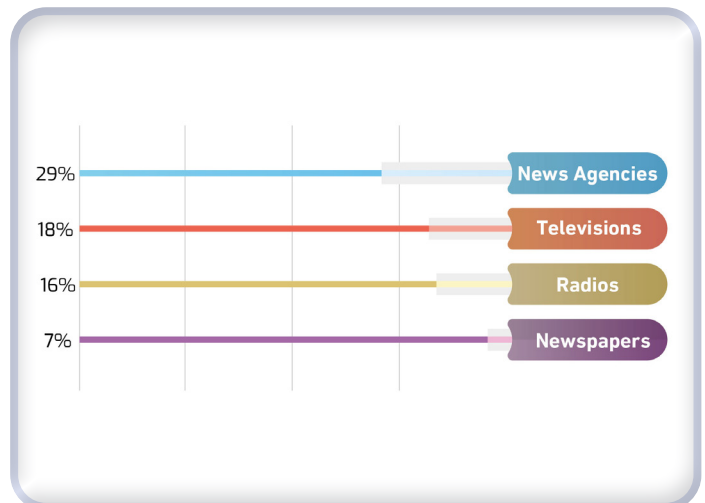 29% News Agencies
18% Televisions
16% Radios
7% Newspapers